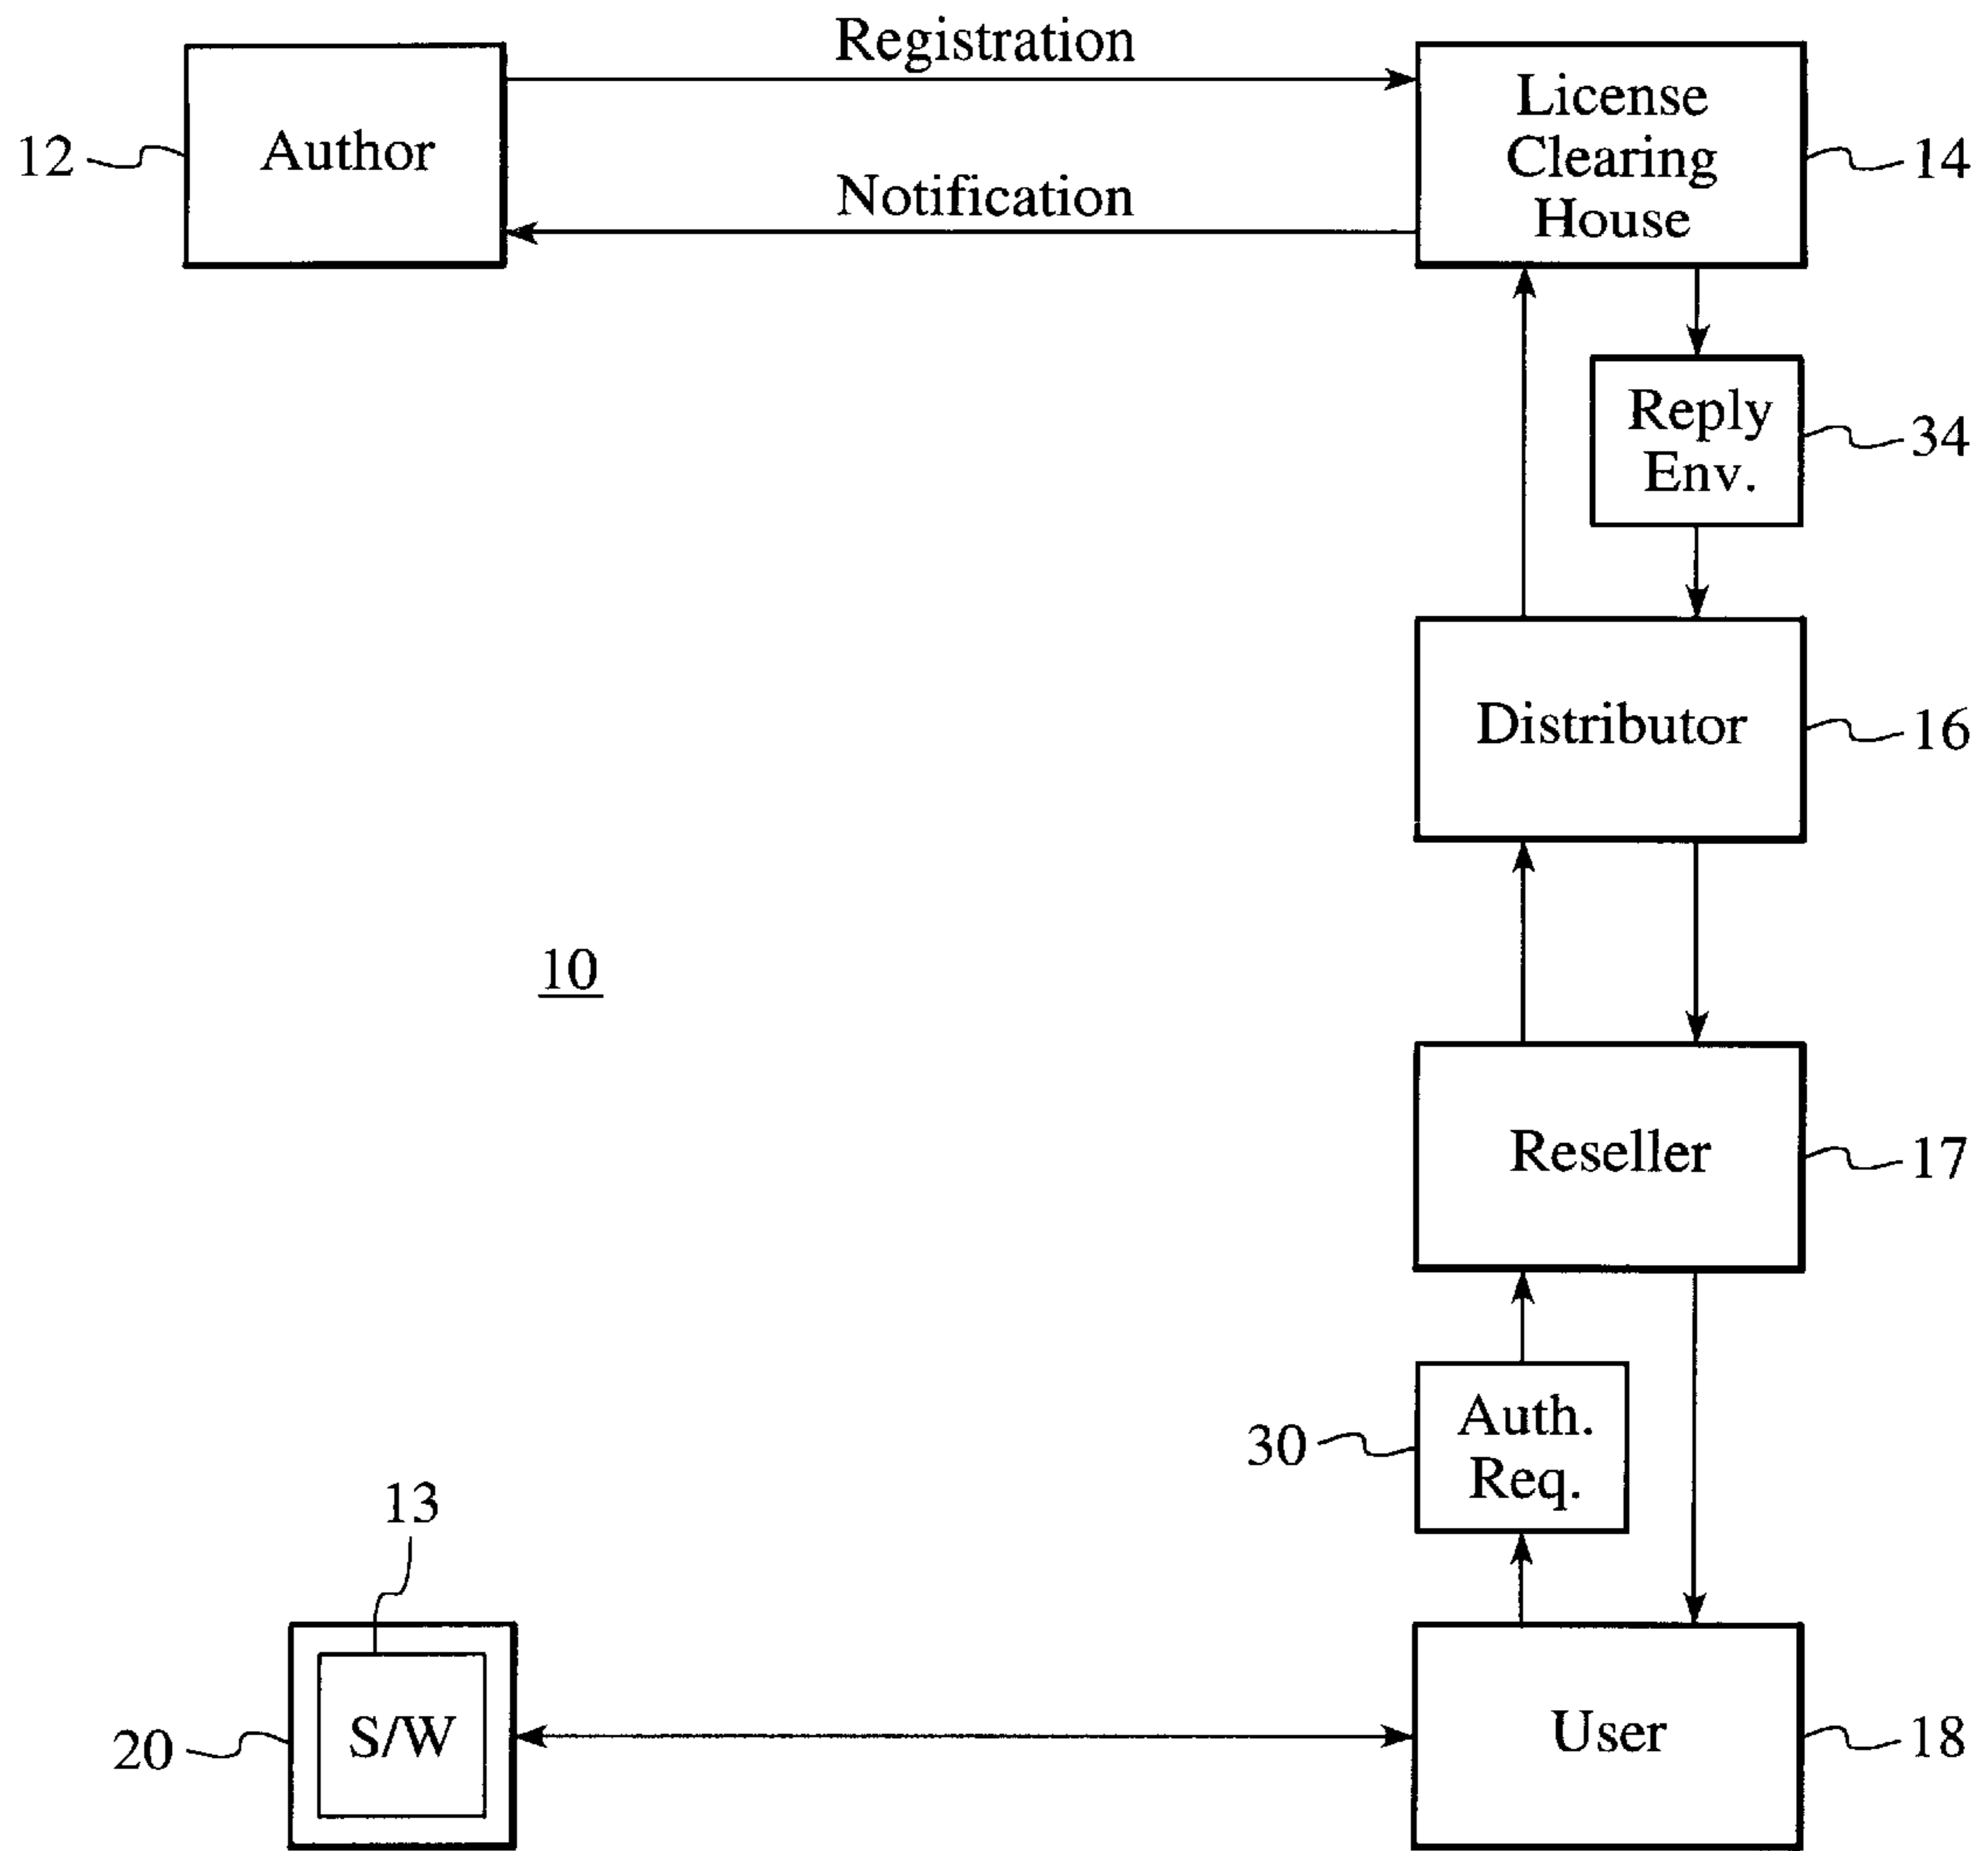 Registration
12
Author
License
Clearing
House
14
Notification
Reply
Env.
34
Distributor
16
10
Reseller
17
Auth.
Req.
30
13
S/W
20
User
18